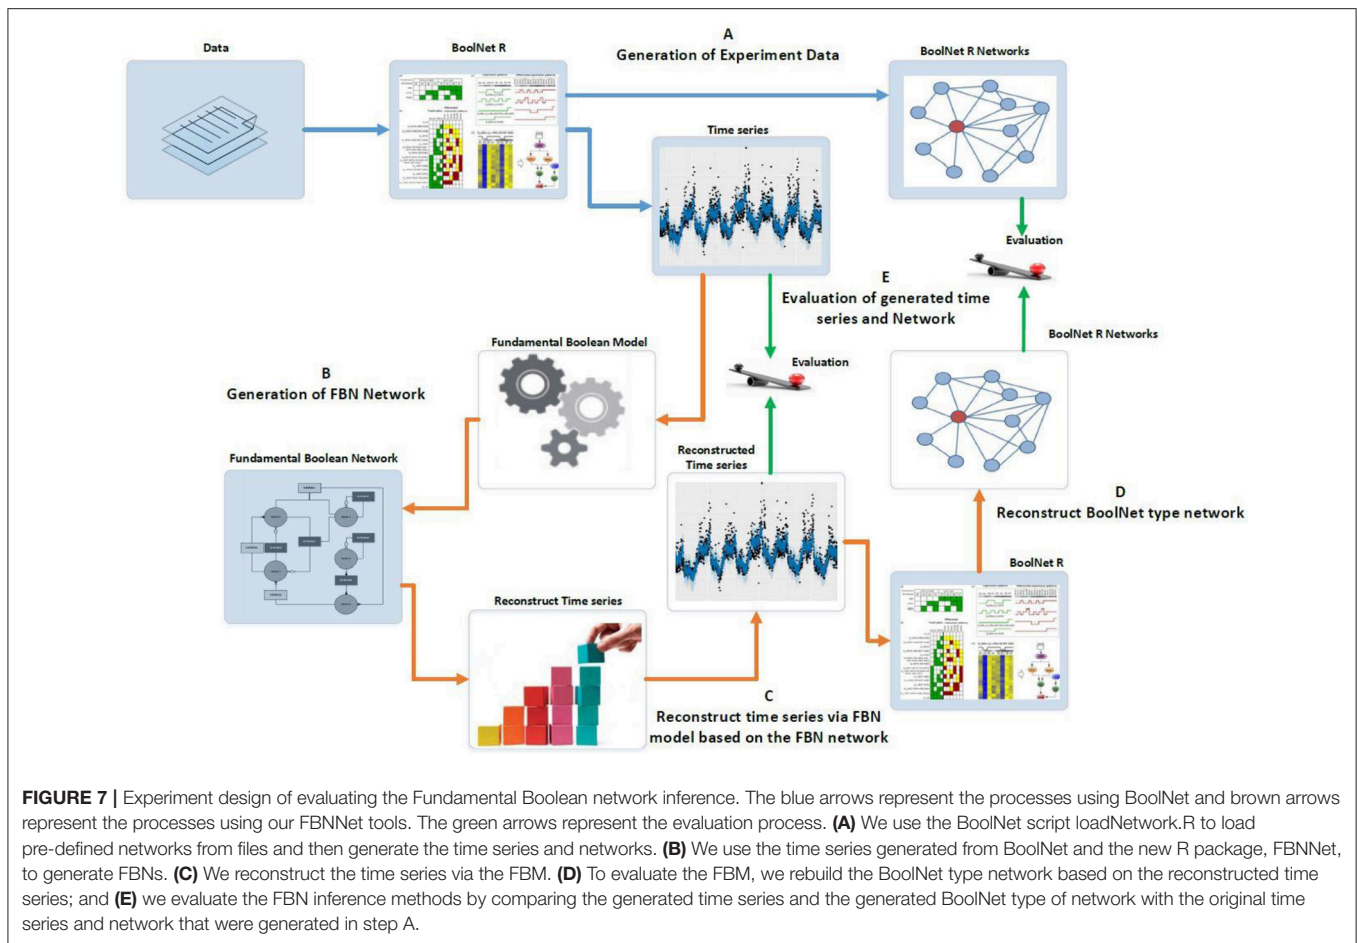 Data
BoolNet R
A
Generation of Experiment Data
BoolNet R Networks
Time series
Evaluation
E
Evaluation of generated time
series and Network
BoolNet R Networks
Fundamental Boolean Model
Evaluation
B
Generation of FBN Network
Fundamental Boolean Network
Reconstructed
Time series
D
Reconstruct BoolNet type network
BoolNet R
Reconstruct Time series
C
Reconstruct time series via FBN
model based on the FBN network
FIGURE 7 | Experiment design of evaluating the Fundamental Boolean network inference. The blue arrows represent the processes using BoolNet and brown arrows
represent the processes using our FBNNet tools. The green arrows represent the evaluation process. (A) We use the BoolNet script loadNetwork.R to load
pre-defined networks from files and then generate the time series and networks. (B) We use the time series generated from BoolNet and the new R package, FBNNet,
to generate FBNs. (C) We reconstruct the time series via the FBM. (D) To evaluate the FBM, we rebuild the BoolNet type network based on the reconstructed time
series; and (E) we evaluate the FBN inference methods by comparing the generated time series and the generated BoolNet type of network with the original time
series and network that were generated in step A.